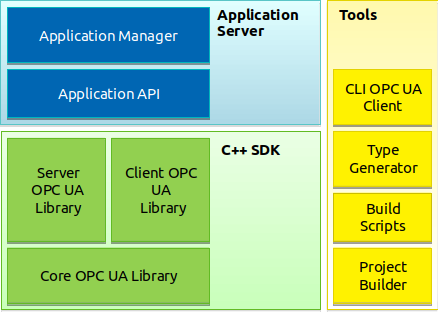 Application Manager
Application
Server
Application API
Server
OPC UA
Library
Client OPC
UA
Library
C++ SDK
Core OPC UA Library
Tools
CLI OPC UA
Client
Type
Generator
Build
Scripts
Project
Builder